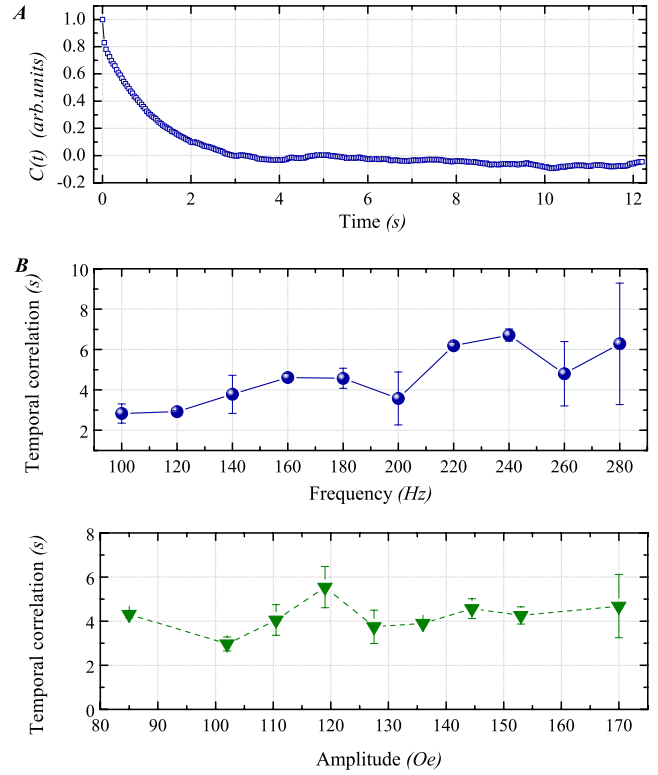 A
1.0
0.8
0.6
0.4
0.2
0.0
-0.2
C(t) (arb.units)
0 2 4 6 8 10 12
Time (s)
B
10
8
6
4
2
Temporal correlation (s)
100 120 140 160 180 200 220 240 260 280
Frequency (Hz)
8
6
4
2
0
Temporal correlation (s)
80 90 100 110 120 130 140 150 160 170
Amplitude (Oe)